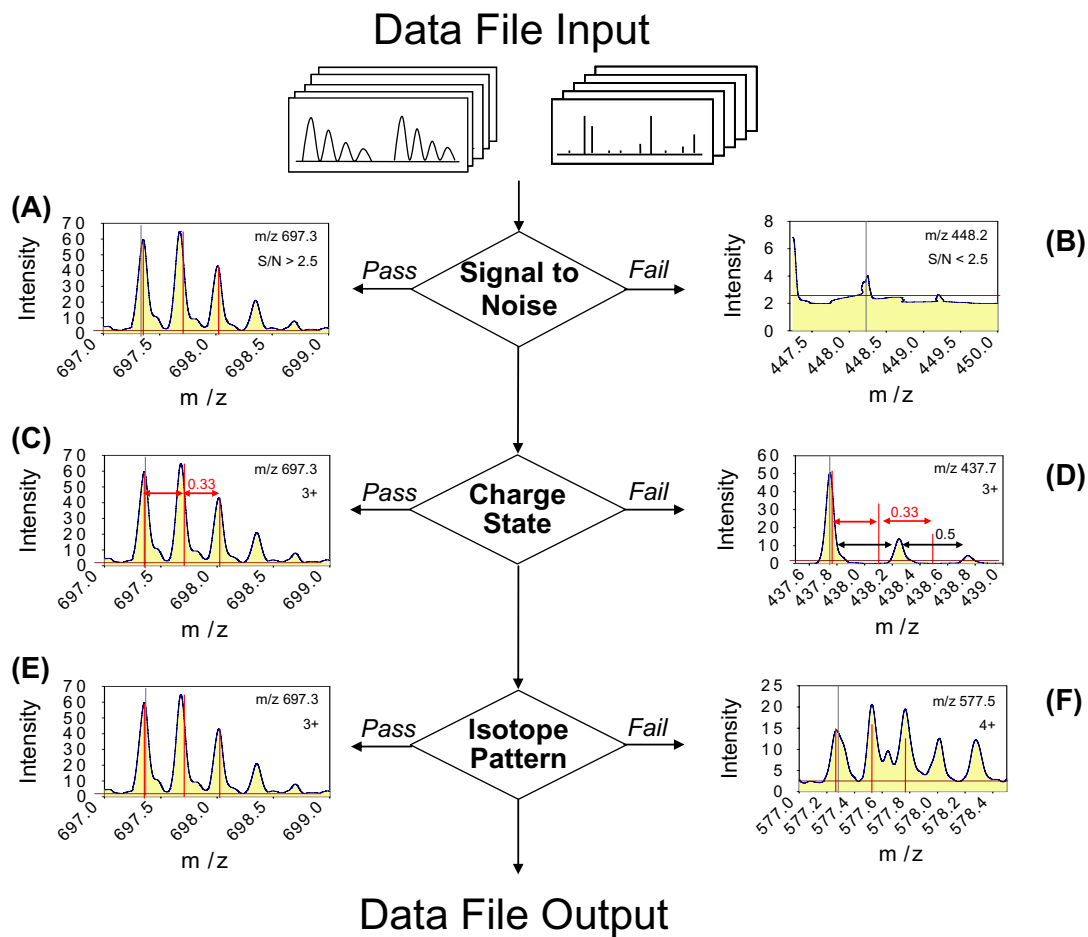 Data File Input
(A)
Intensity
70
60
50
40
30
20
10
0
m/z 697.3
S/N > 2.5
697.0
697.5
698.0
698.5
699.0
m /z
Pass
Signal to
Noise
Fail
(B)
Intensity
8
6
4
2
0
m/z 448.2
S/N < 2.5
447.5
448.0
448.5
449.0
449.5
450.0
m /z
(C)
Intensity
70
60
50
40
30
20
10
0
m/z 697.3
3+
0.33
697.0
697.5
698.0
698.5
699.0
m /z
Pass
Charge
State
Fail
(D)
Intensity
60
50
40
30
20
10
0
m/z 437.7
3+
0.33
0.5
437.6
437.8
438.0
438.2
438.4
438.6
438.8
439.0
m /z
(E)
Intensity
70
60
50
40
30
20
10
0
m/z 697.3
3+
697.0
697.5
698.0
698.5
699.0
m /z
Pass
Isotope
Pattern
Fail
(F)
Intensity
25
20
15
10
5
0
m/z 577.5
4+
577.0
577.2
577.4
577.6
577.8
578.0
578.2
578.4
m /z
Data File Output